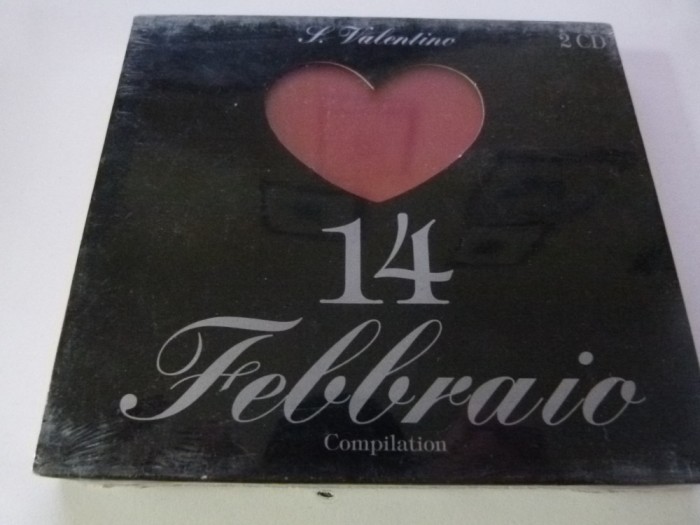 S. Valentino
2 CD
14
Febbraio
Compilation